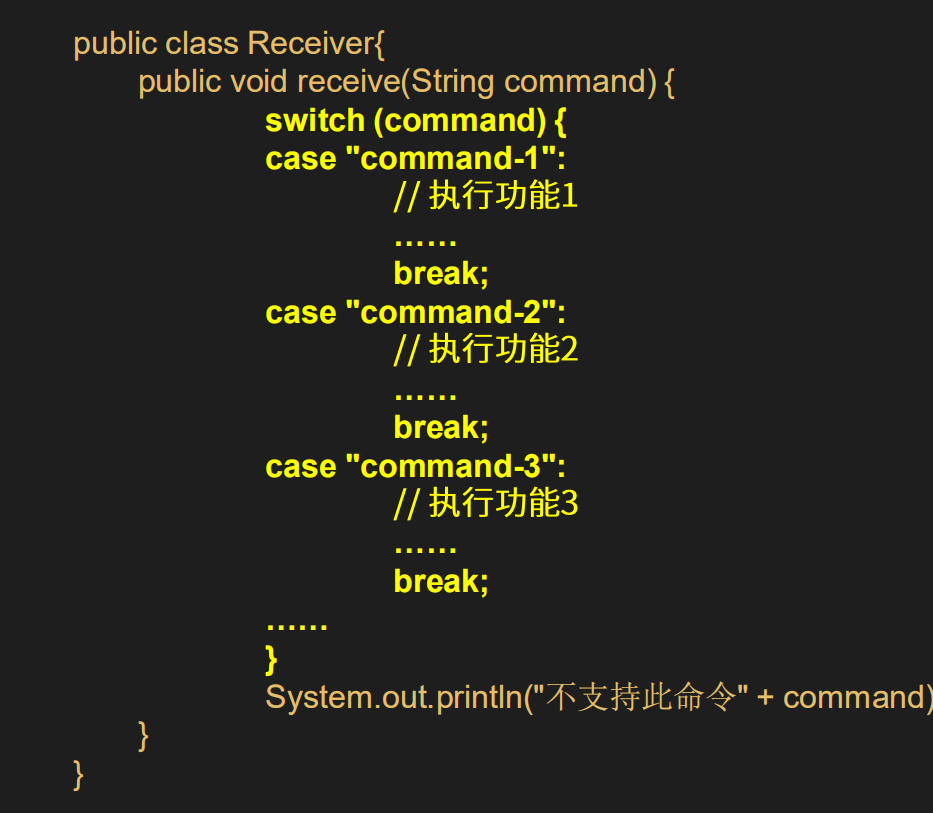 public class Receiver{
public void receive(String command) {
switch (command) {
case "command-1":
// 执行功能1
……
break;
case "command-2":
// 执行功能2
……
break;
case "command-3":
// 执行功能3
……
break;
……
}
System.out.println("不支持此命令" + command)
}
}